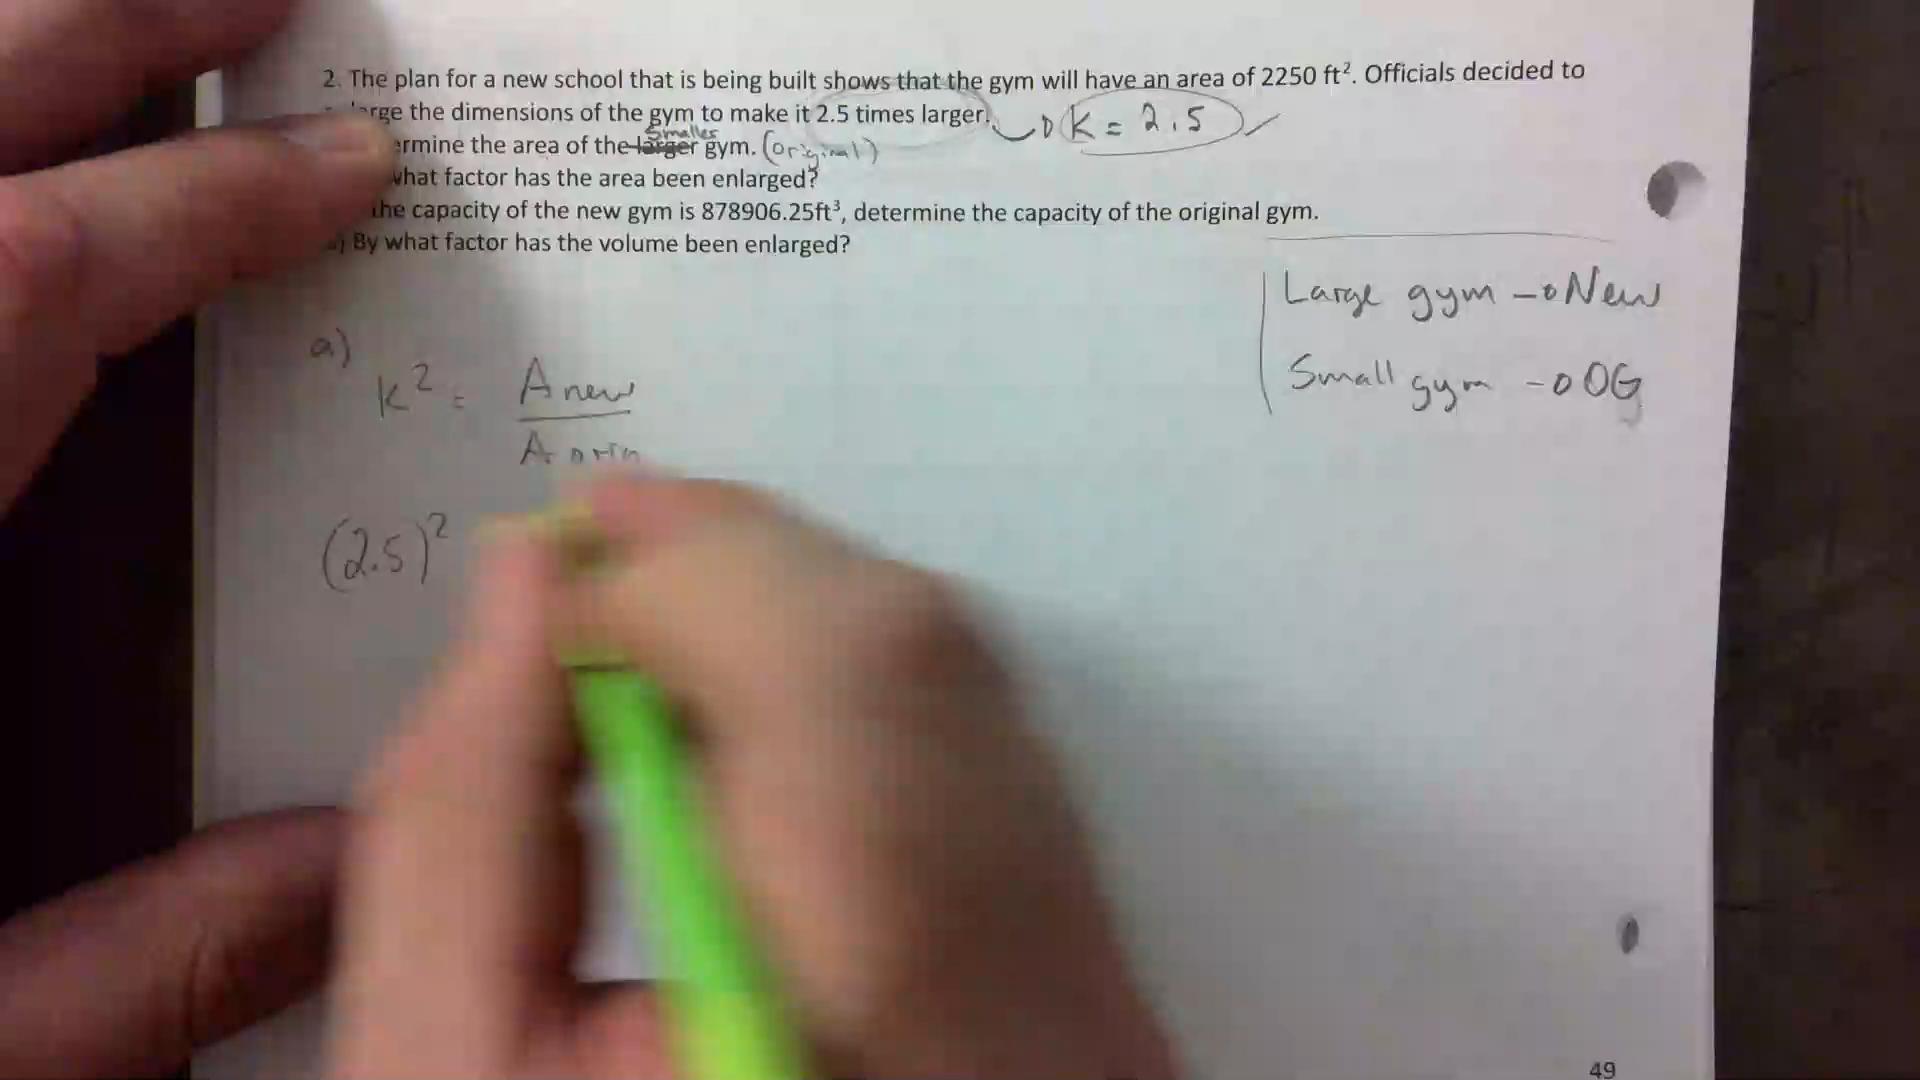 2. The plan for a new school that is being built shows that the gym will have an area of 2250 ft². Officials decided to
the dimensions of the gym to make it 2.5 times larger. k = 2.5
smaller
the area of the larger gym. (original)
what factor has the area been enlarged?
the capacity of the new gym is 878906.25ft³, determine the capacity of the original gym.
) By what factor has the volume been enlarged?
Large gym → New
Small gym → OG
a)
k² = A new
A orig
(2.5)²
49